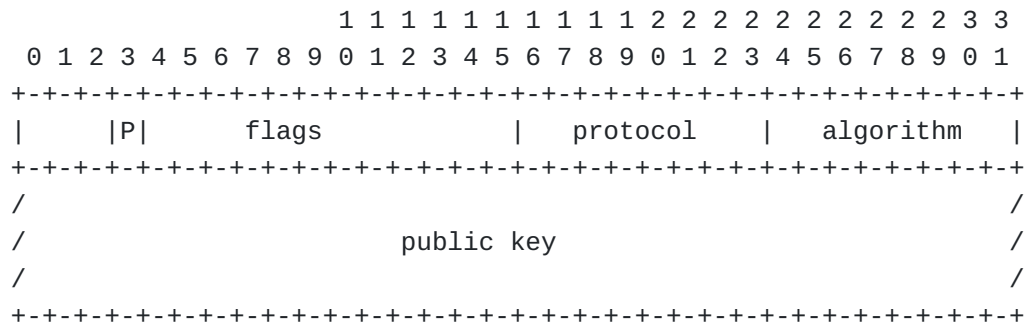 1 1 1 1 1 1 1 1 1 1 2 2 2 2 2 2 2 2 2 2 3 3
 0 1 2 3 4 5 6 7 8 9 0 1 2 3 4 5 6 7 8 9 0 1 2 3 4 5 6 7 8 9 0 1
+-+-+-+-+-+-+-+-+-+-+-+-+-+-+-+-+-+-+-+-+-+-+-+-+-+-+-+-+-+-+-+-+
|     |P|      flags            |   protocol    |   algorithm   |
+-+-+-+-+-+-+-+-+-+-+-+-+-+-+-+-+-+-+-+-+-+-+-+-+-+-+-+-+-+-+-+-+
/                                                               /
/                        public key                             /
/                                                               /
+-+-+-+-+-+-+-+-+-+-+-+-+-+-+-+-+-+-+-+-+-+-+-+-+-+-+-+-+-+-+-+-+